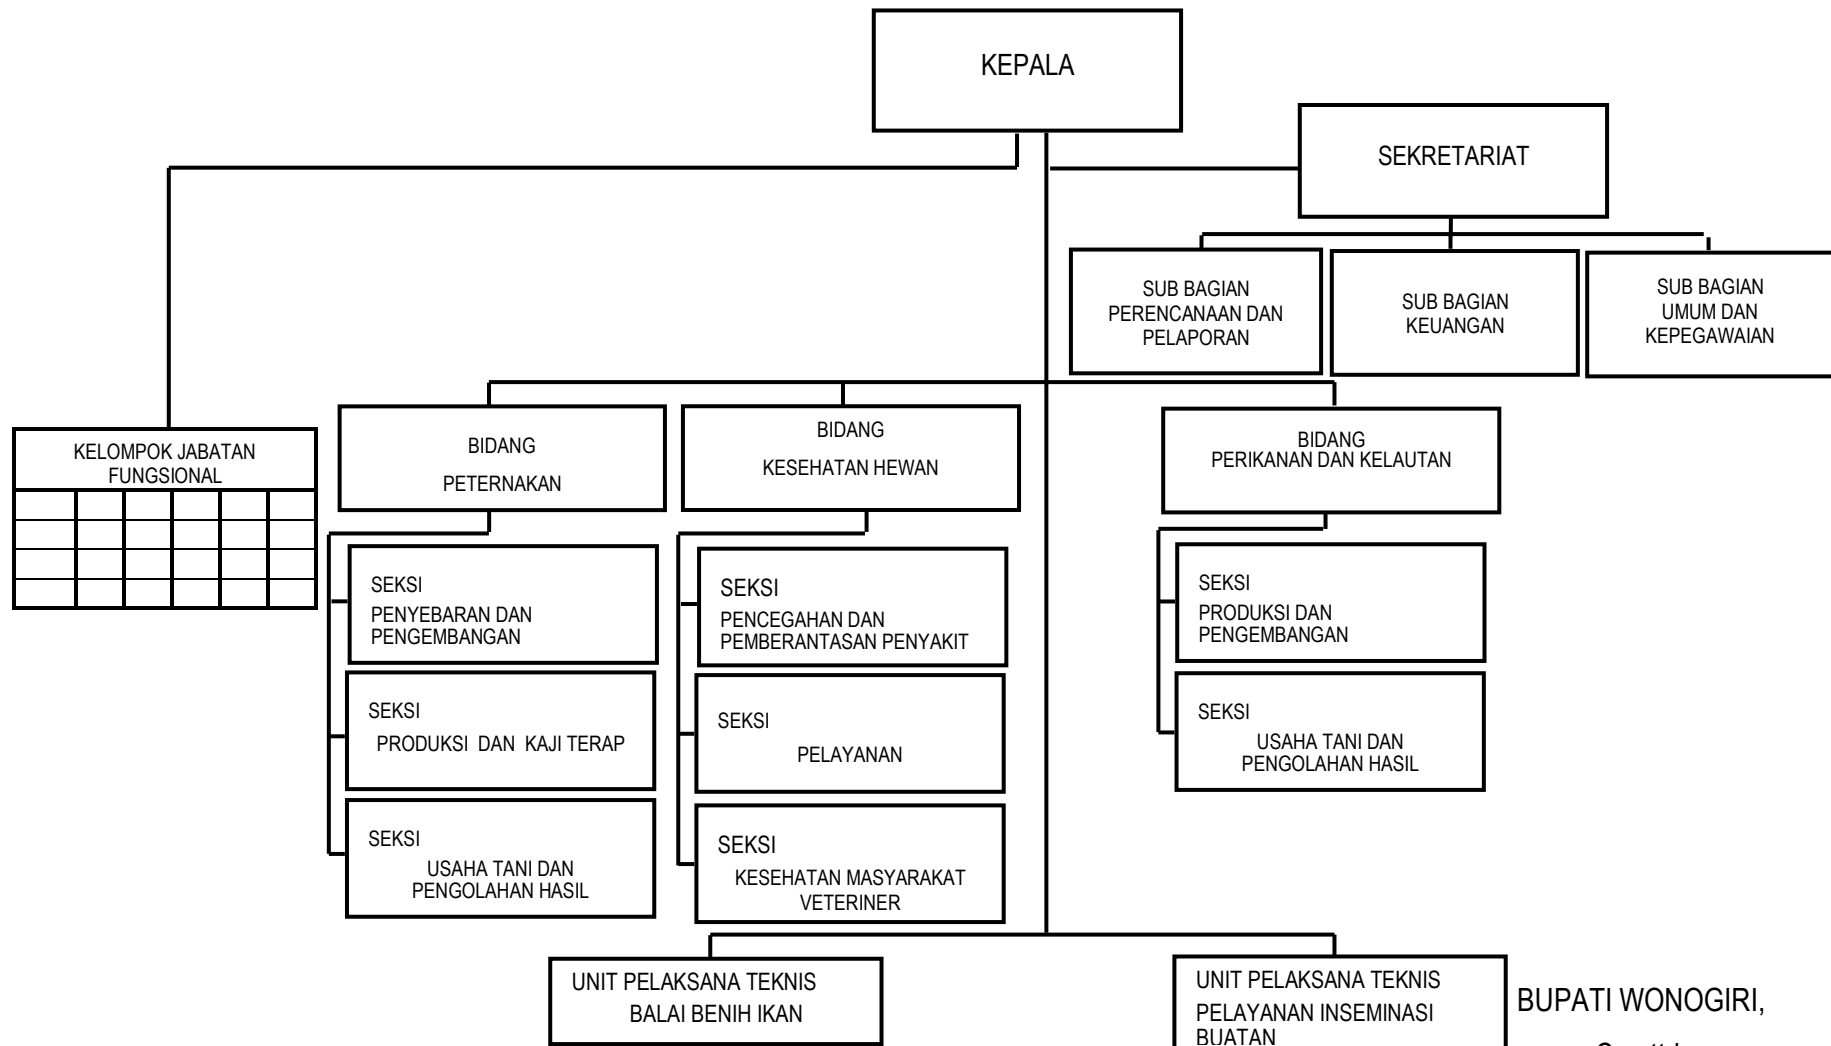 KEPALA
SEKRETARIAT
SUB BAGIAN
PERENCANAAN DAN
PELAPORAN
SUB BAGIAN
KEUANGAN
SUB BAGIAN
UMUM DAN
KEPEGAWAIAN
KELOMPOK JABATAN
FUNGSIONAL
BIDANG
PETERNAKAN
BIDANG
KESEHATAN HEWAN
BIDANG
PERIKANAN DAN KELAUTAN
SEKSI
PENYEBARAN DAN
PENGEMBANGAN
SEKSI
PRODUKSI DAN KAJI TERAP
SEKSI
USAHA TANI DAN
PENGOLAHAN HASIL
SEKSI
PENCEGAHAN DAN
PEMBERANTASAN PENYAKIT
SEKSI
PELAYANAN
SEKSI
KESEHATAN MASYARAKAT
VETERINER
SEKSI
PRODUKSI DAN
PENGEMBANGAN
SEKSI
USAHA TANI DAN
PENGOLAHAN HASIL
UNIT PELAKSANA TEKNIS
BALAI BENIH IKAN
UNIT PELAKSANA TEKNIS
PELAYANAN INSEMINASI
BUATAN
BUPATI WONOGIRI,